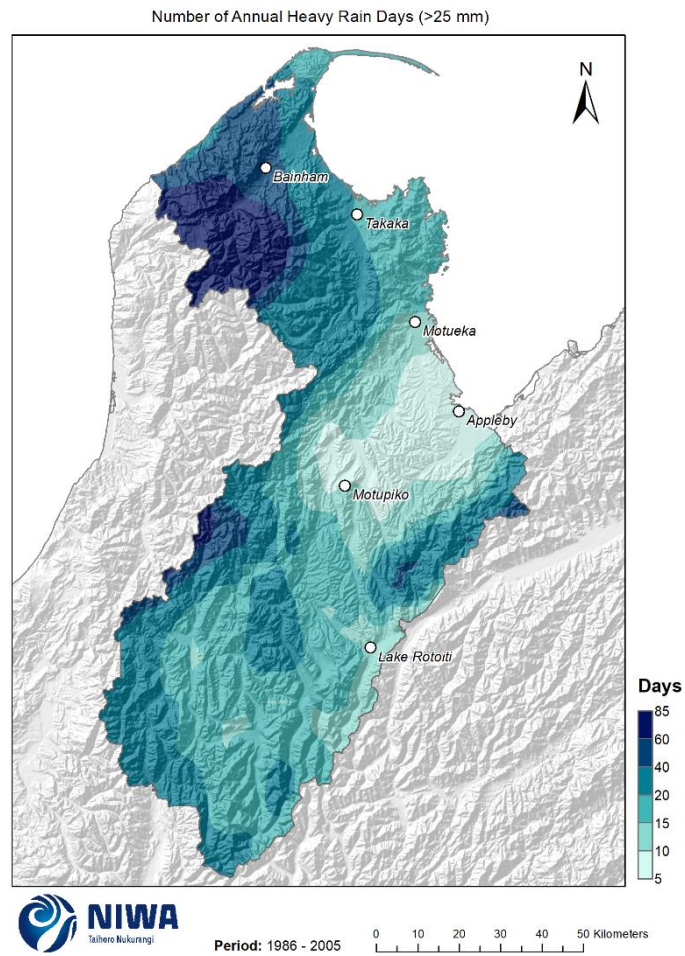 Number of Annual Heavy Rain Days (>25 mm)
N
Bainham
Takaka
Motueka
Appleby
Motupiko
Lake Rotoiti
Days
85
60
40
20
15
10
5
NIWA
Taihoro Nukurangi
Period: 1986 - 2005
0 10 20 30 40 50 Kilometers